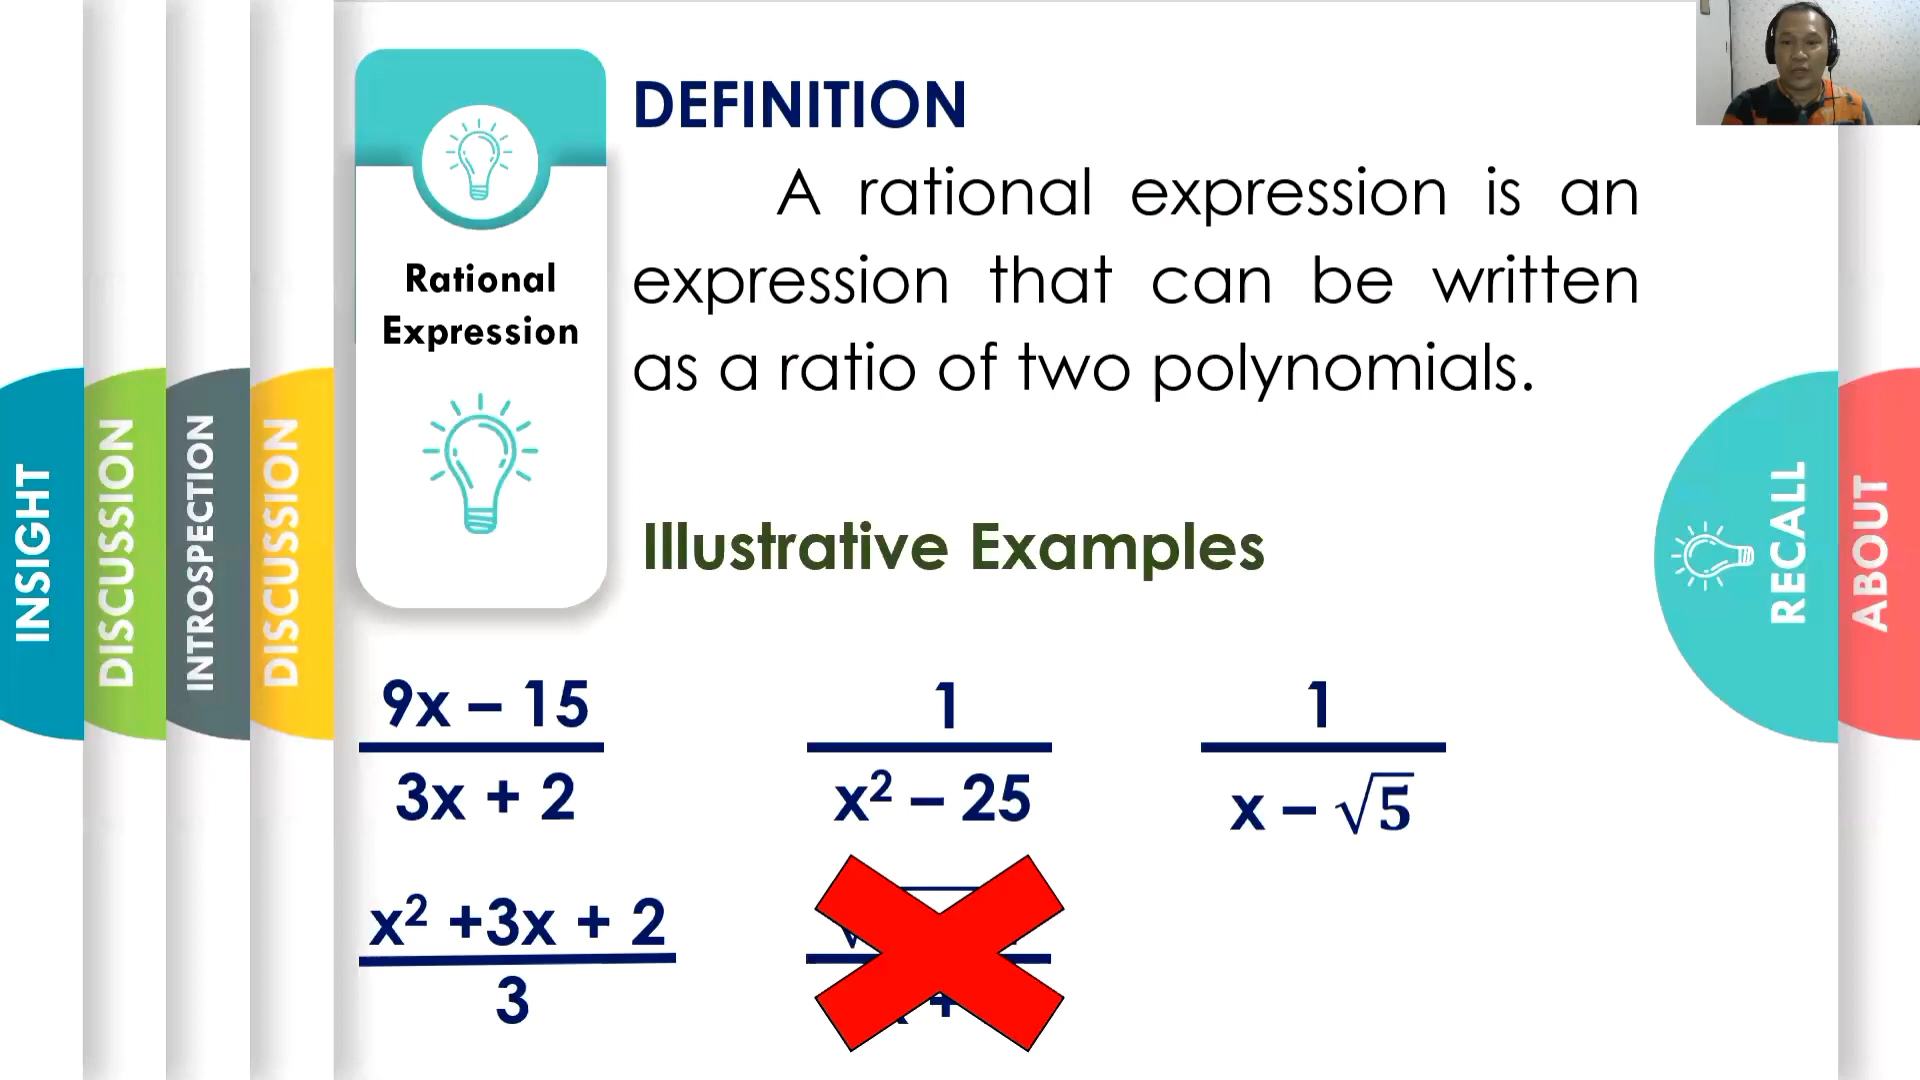 DEFINITION
A rational expression is an
expression that can be written
as a ratio of two polynomials.
Rational
Expression
Illustrative Examples
INSIGHT
DISCUSSION
INTROSPECTION
DISCUSSION
RECALL
ABOUT
9x – 15
3x + 2
1
x² – 25
1
x – √5
x² +3x + 2
3